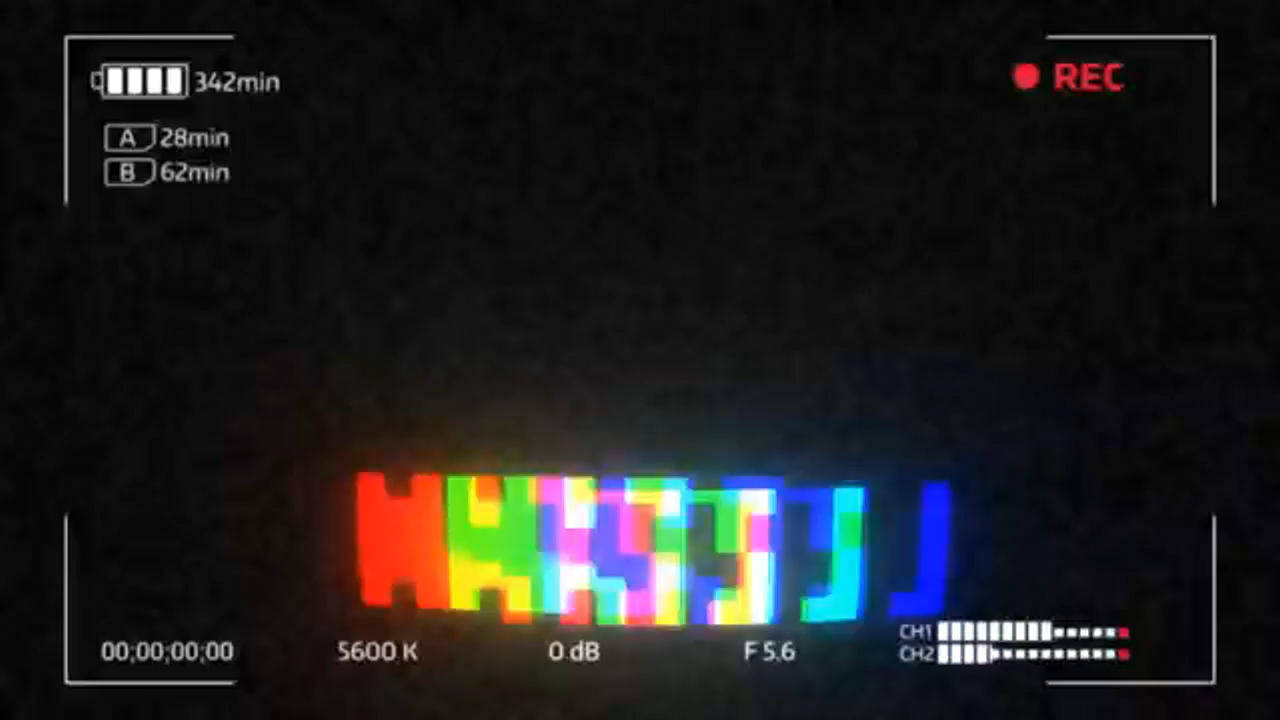 342min
REC
A 28min
B 62min
00;00;00;00
5600 K
0 dB
F 5.6
CH1
CH2